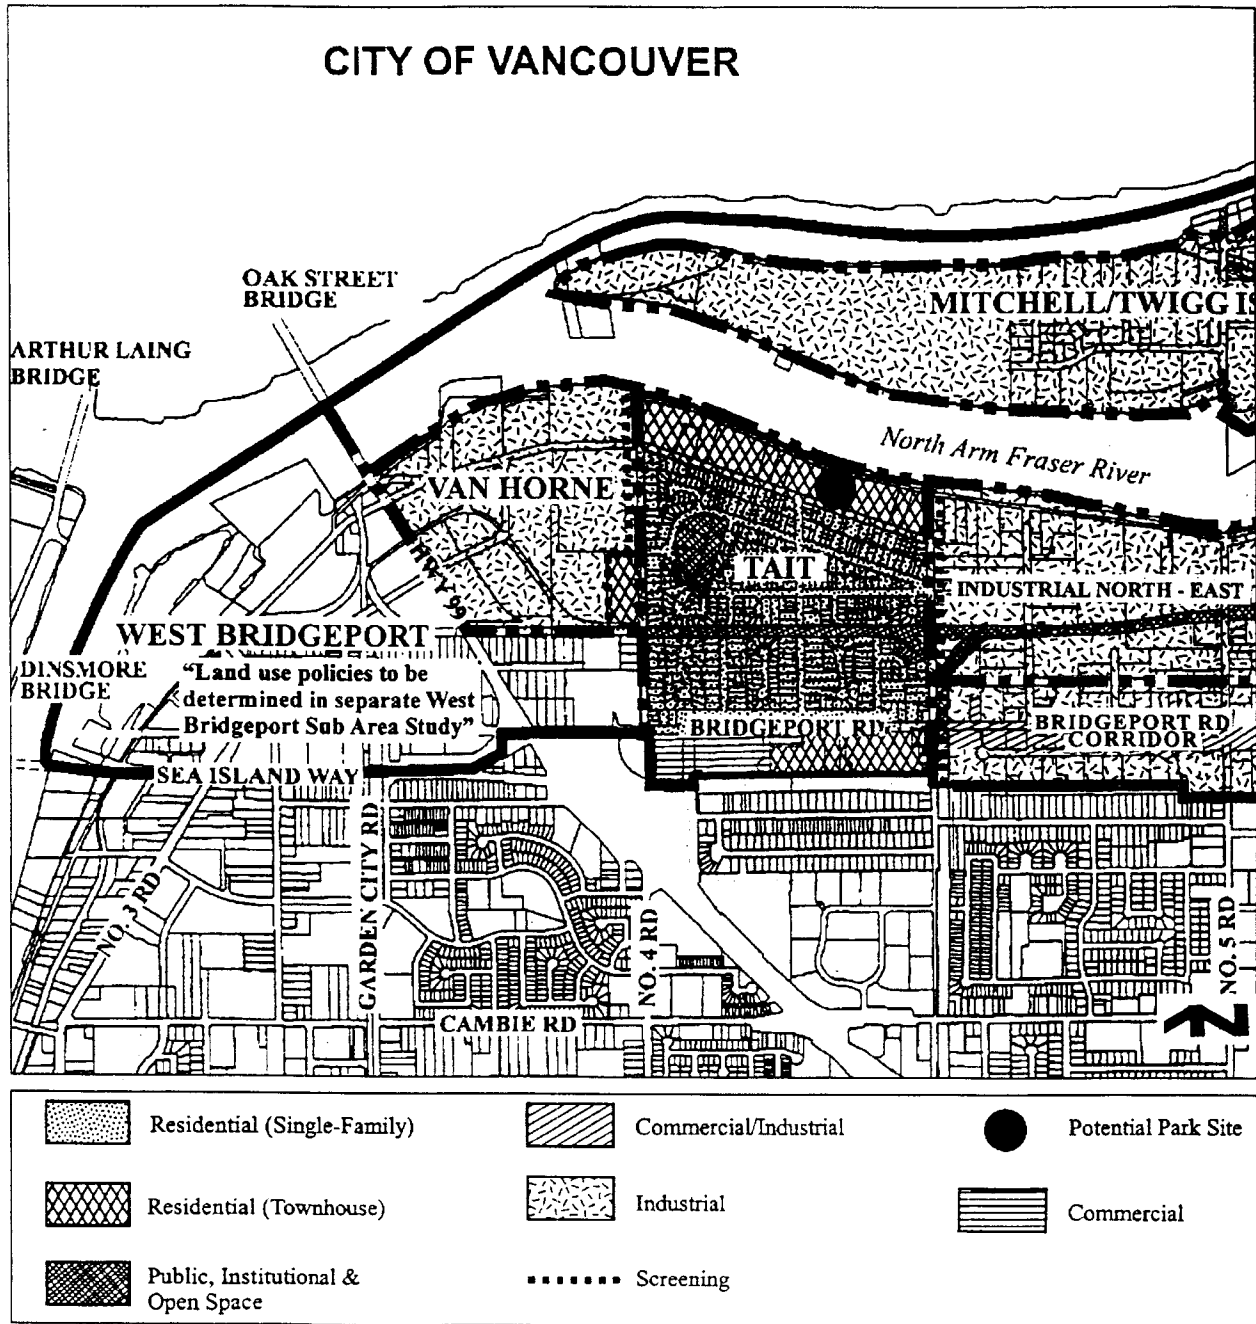 CITY OF VANCOUVER
OAK STREET
BRIDGE
ARTHUR LAING
BRIDGE
MITCHELL/TWIGG I
North Arm Fraser River
VAN HORNE
HWY 99
TAIT
INDUSTRIAL NORTH - EAST
WEST BRIDGEPORT
DINSMORE
BRIDGE
"Land use policies to be
determined in separate West
Bridgeport Sub Area Study"
BRIDGEPORT RD
BRIDGEPORT RD
CORRIDOR
SEA ISLAND WAY
NO. 3 RD
GARDEN CITY RD
NO. 4 RD
NO. 5 RD
CAMBIE RD
N
Residential (Single-Family)
Commercial/Industrial
Potential Park Site
Residential (Townhouse)
Industrial
Commercial
Public, Institutional &
Open Space
Screening